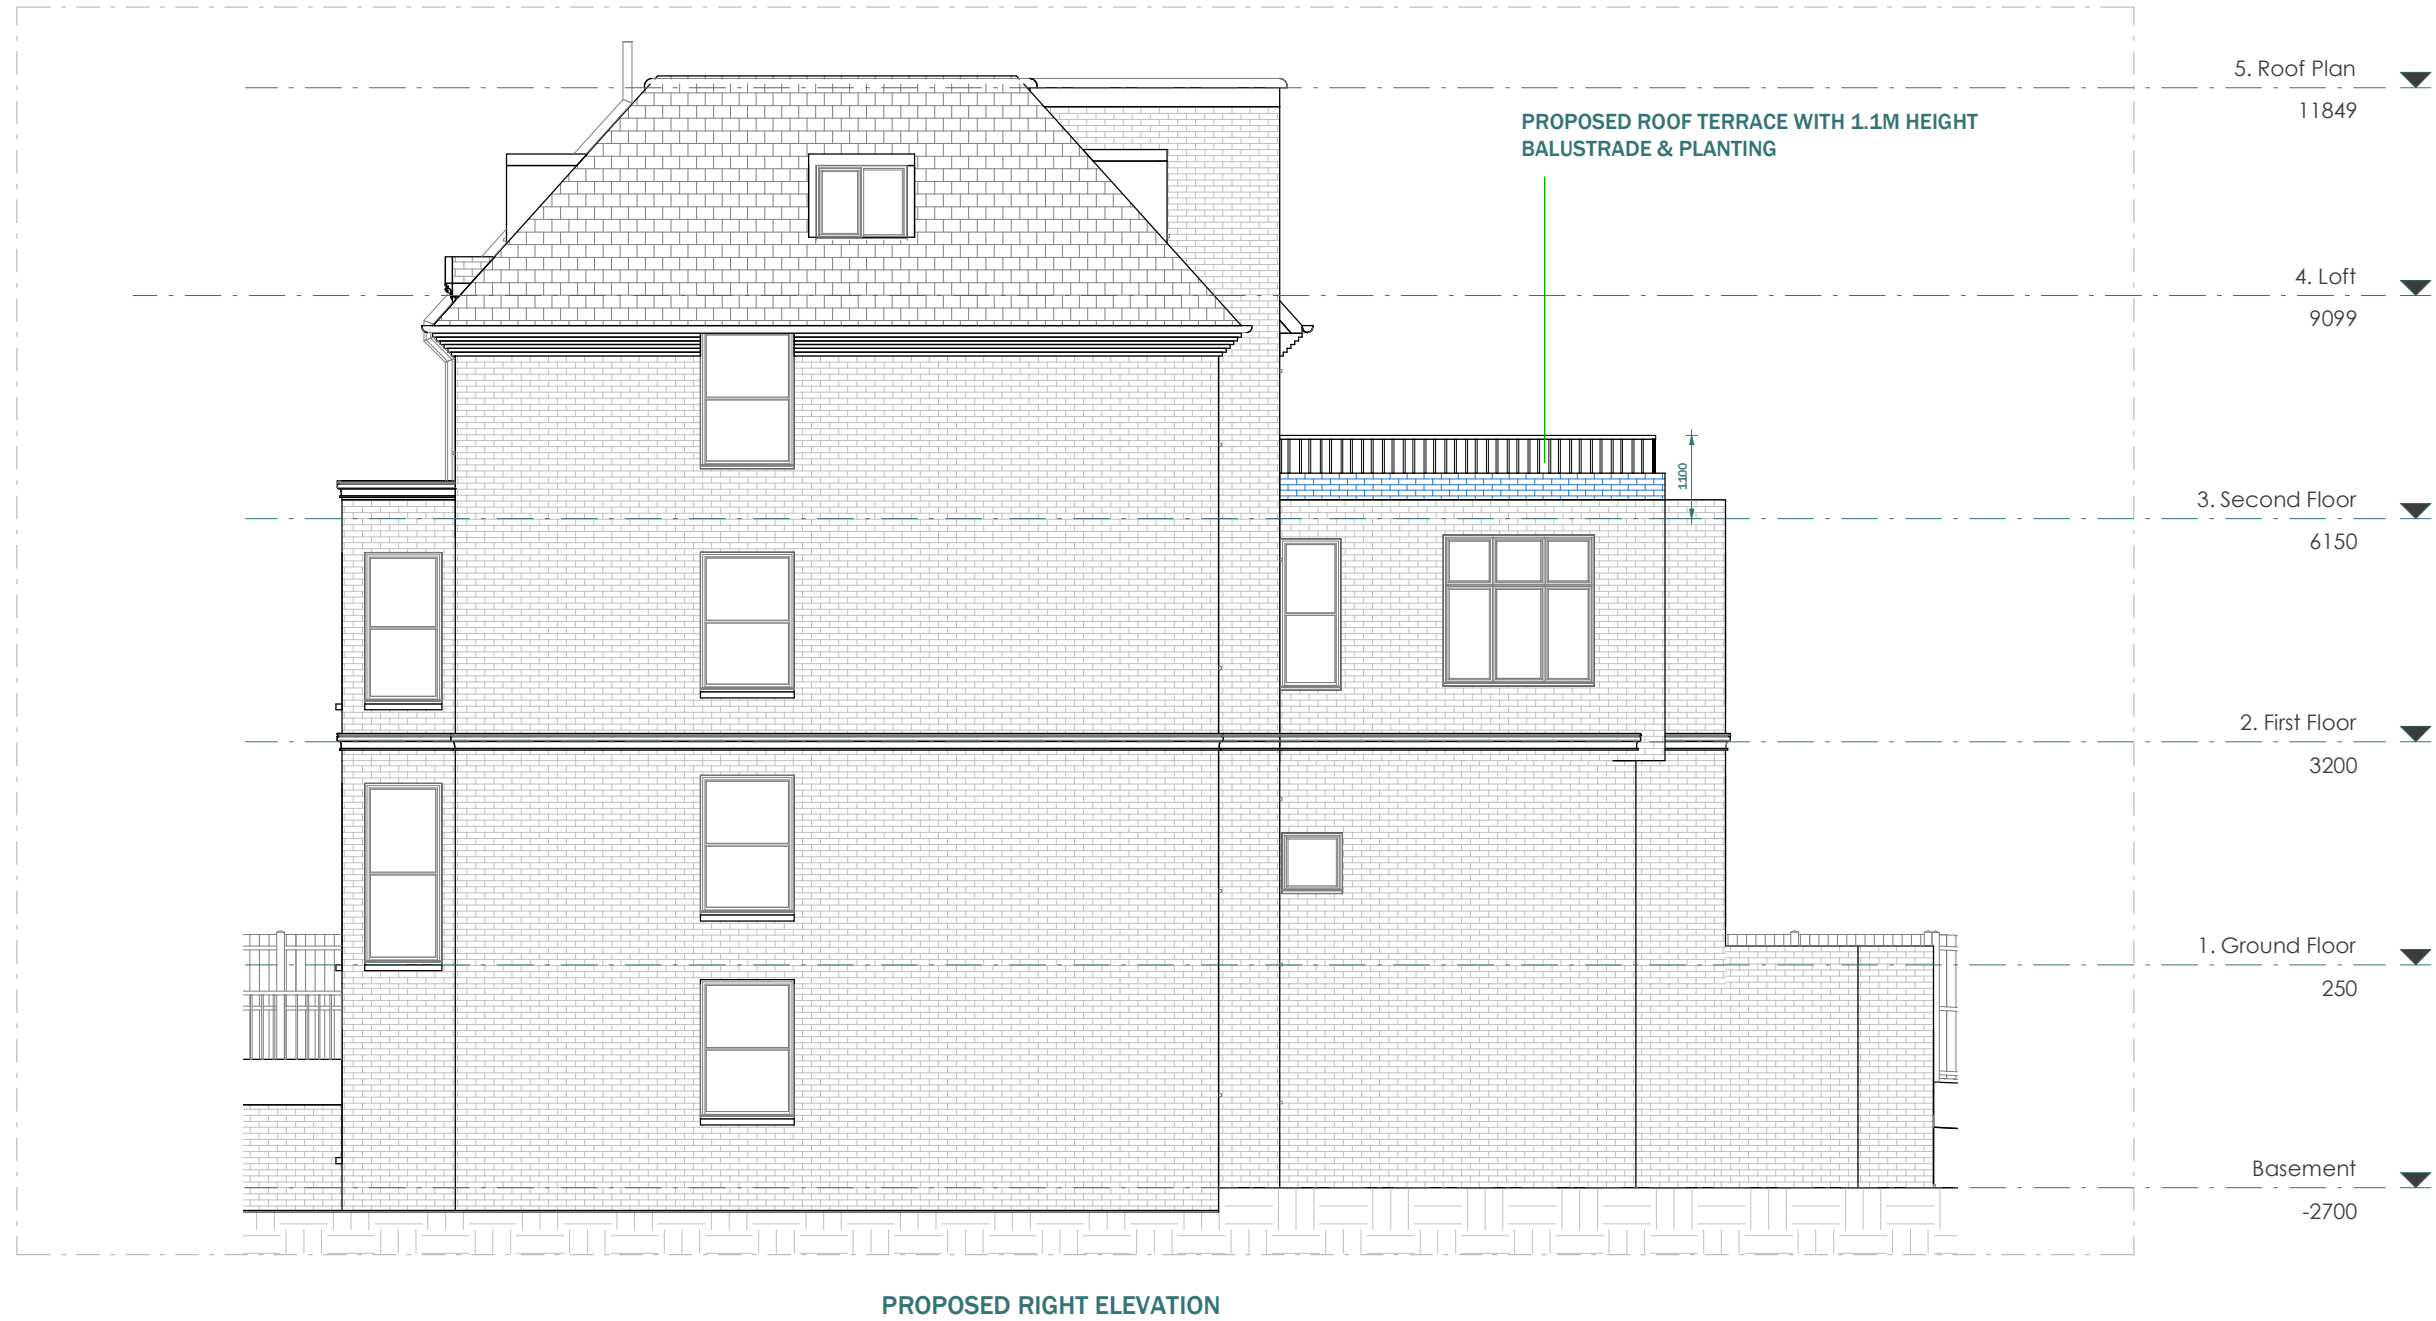 5. Roof Plan
11849
PROPOSED ROOF TERRACE WITH 1.1M HEIGHT
BALUSTRADE & PLANTING
4. Loft
9099
1100
3. Second Floor
6150
2. First Floor
3200
1. Ground Floor
250
Basement
-2700
PROPOSED RIGHT ELEVATION